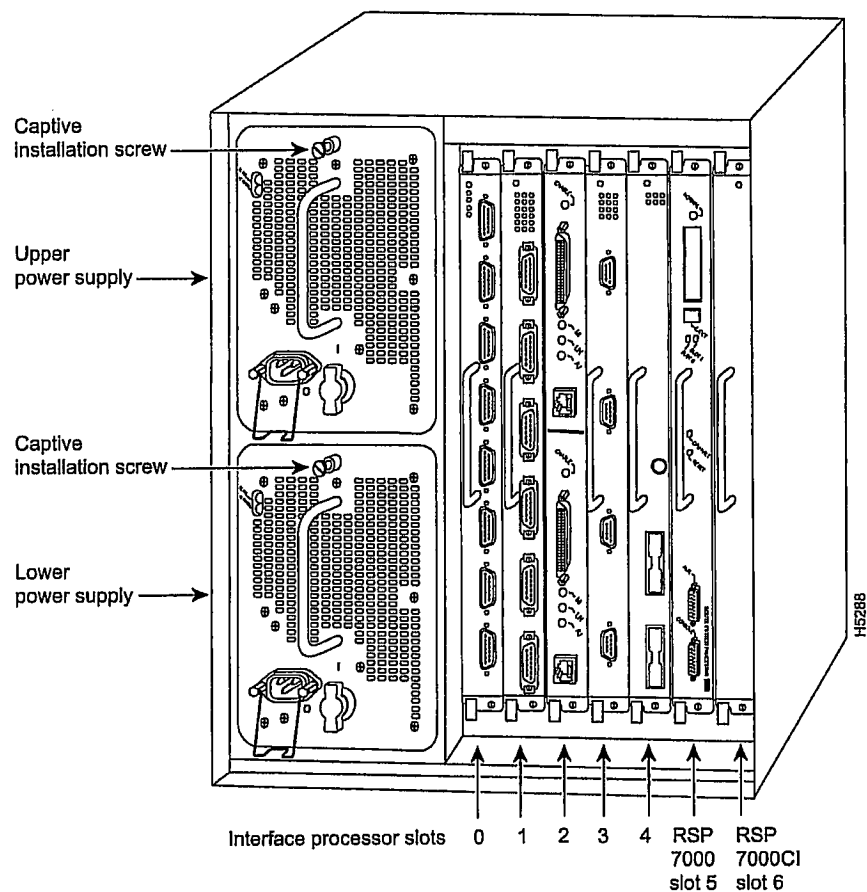 Captive
installation screw
Upper
power supply
Captive
installation screw
Lower
power supply
H5288
Interface processor slots 0 1 2 3 4 RSP 7000 slot 5 RSP 7000CI slot 6